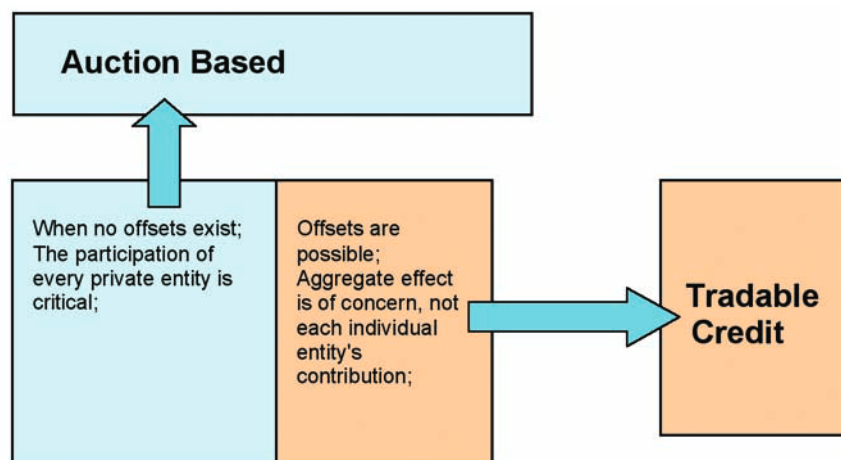 Auction Based
When no offsets exist;
The participation of
every private entity is
critical;
Offsets are
possible;
Aggregate effect
is of concern, not
each individual
entity's
contribution;
Tradable
Credit